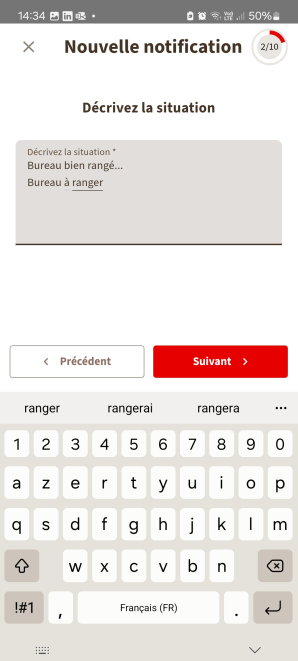 14:34
50%
Nouvelle notification
2/10
Décrivez la situation
Décrivez la situation *
Bureau bien rangé...
Bureau à ranger
Précédent
Suivant
ranger rangerai rangera ...
1 2 3 4 5 6 7 8 9 0
a z e r t y u i o p
q s d f g h j k l m
w x c v b n
!#1 , Français (FR) .